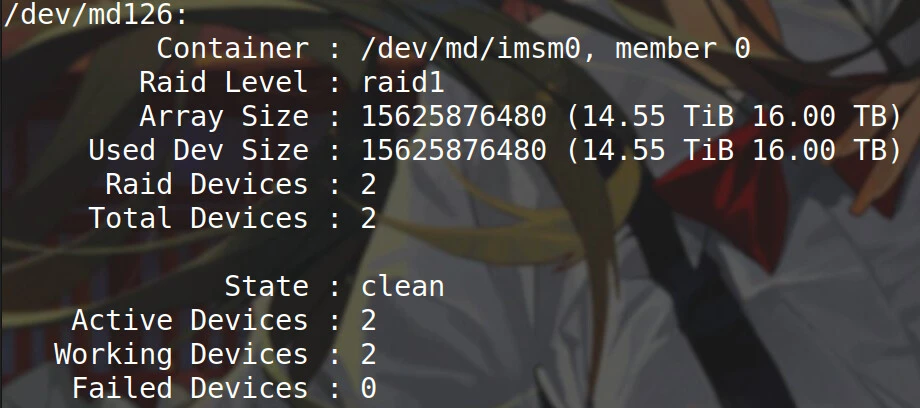 /dev/md126:
Container : /dev/md/imsm0, member 0
Raid Level : raid1
Array Size : 15625876480 (14.55 TiB 16.00 TB)
Used Dev Size : 15625876480 (14.55 TiB 16.00 TB)
Raid Devices : 2
Total Devices : 2
State : clean
Active Devices : 2
Working Devices : 2
Failed Devices : 0